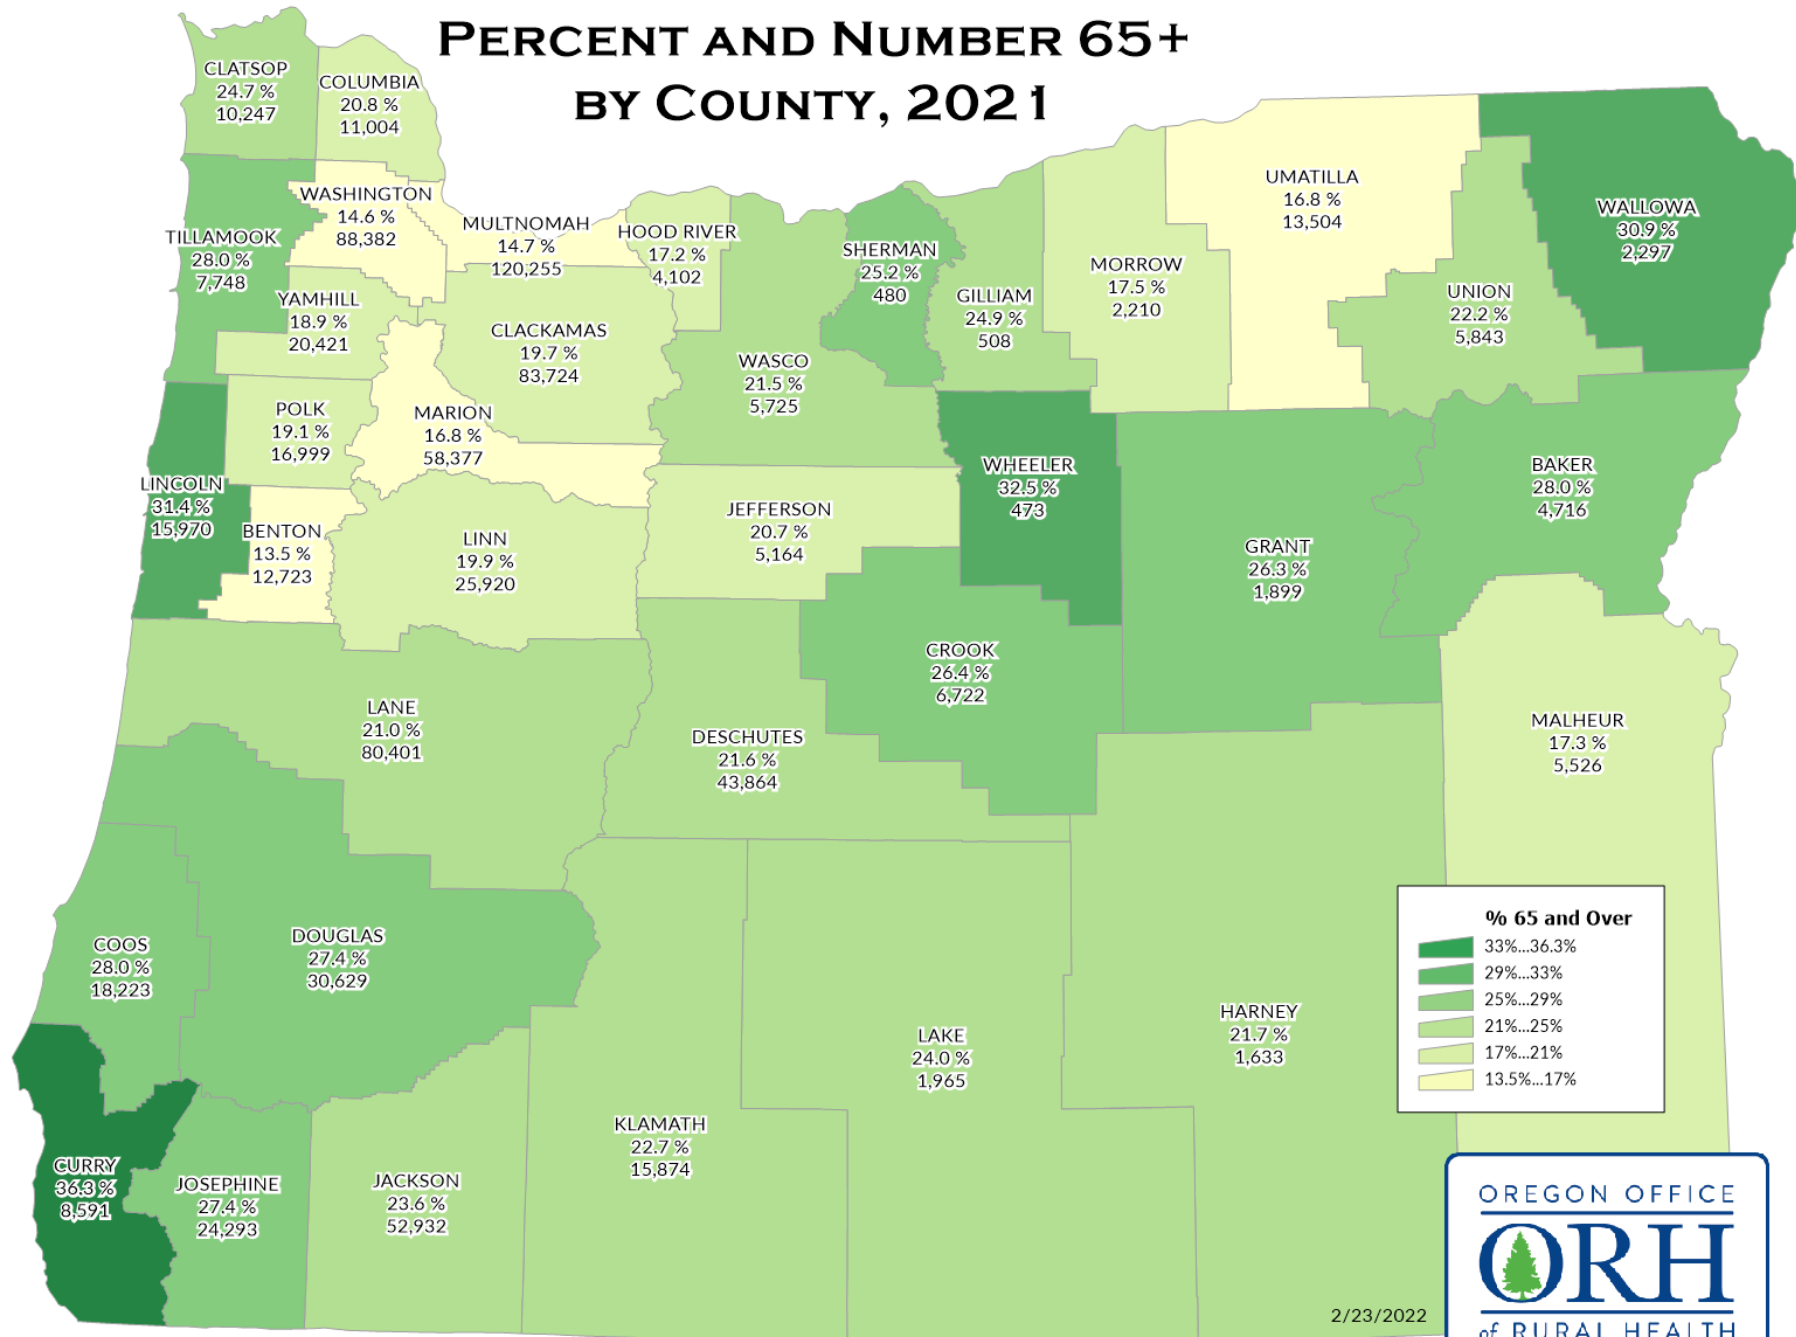 PERCENT AND NUMBER 65+
BY COUNTY, 2021
CLATSOP
24.7 %
10,247
COLUMBIA
20.8 %
11,004
WASHINGTON
14.6 %
88,382
MULTNOMAH
14.7 %
120,255
HOOD RIVER
17.2 %
4,102
TILLAMOOK
28.0 %
7,748
YAMHILL
18.9 %
20,421
CLACKAMAS
19.7 %
83,724
WASCO
21.5 %
5,725
SHERMAN
25.2 %
480
GILLIAM
24.9 %
508
MORROW
17.5 %
2,210
UMATILLA
16.8 %
13,504
UNION
22.2 %
5,843
WALLOWA
30.9 %
2,297
POLK
19.1 %
16,999
MARION
16.8 %
58,377
LINCOLN
31.4 %
15,970
BENTON
13.5 %
12,723
LINN
19.9 %
25,920
JEFFERSON
20.7 %
5,164
WHEELER
32.5 %
473
GRANT
26.3 %
1,899
BAKER
28.0 %
4,716
LANE
21.0 %
80,401
DESCHUTES
21.6 %
43,864
CROOK
26.4 %
6,722
MALHEUR
17.3 %
5,526
COOS
28.0 %
18,223
DOUGLAS
27.4 %
30,629
CURRY
36.3 %
8,591
JOSEPHINE
27.4 %
24,293
JACKSON
23.6 %
52,932
KLAMATH
22.7 %
15,874
LAKE
24.0 %
1,965
HARNEY
21.7 %
1,633
% 65 and Over
33%...36.3%
29%...33%
25%...29%
21%...25%
17%...21%
13.5%...17%
2/23/2022
OREGON OFFICE
ORH
of RURAL HEALTH